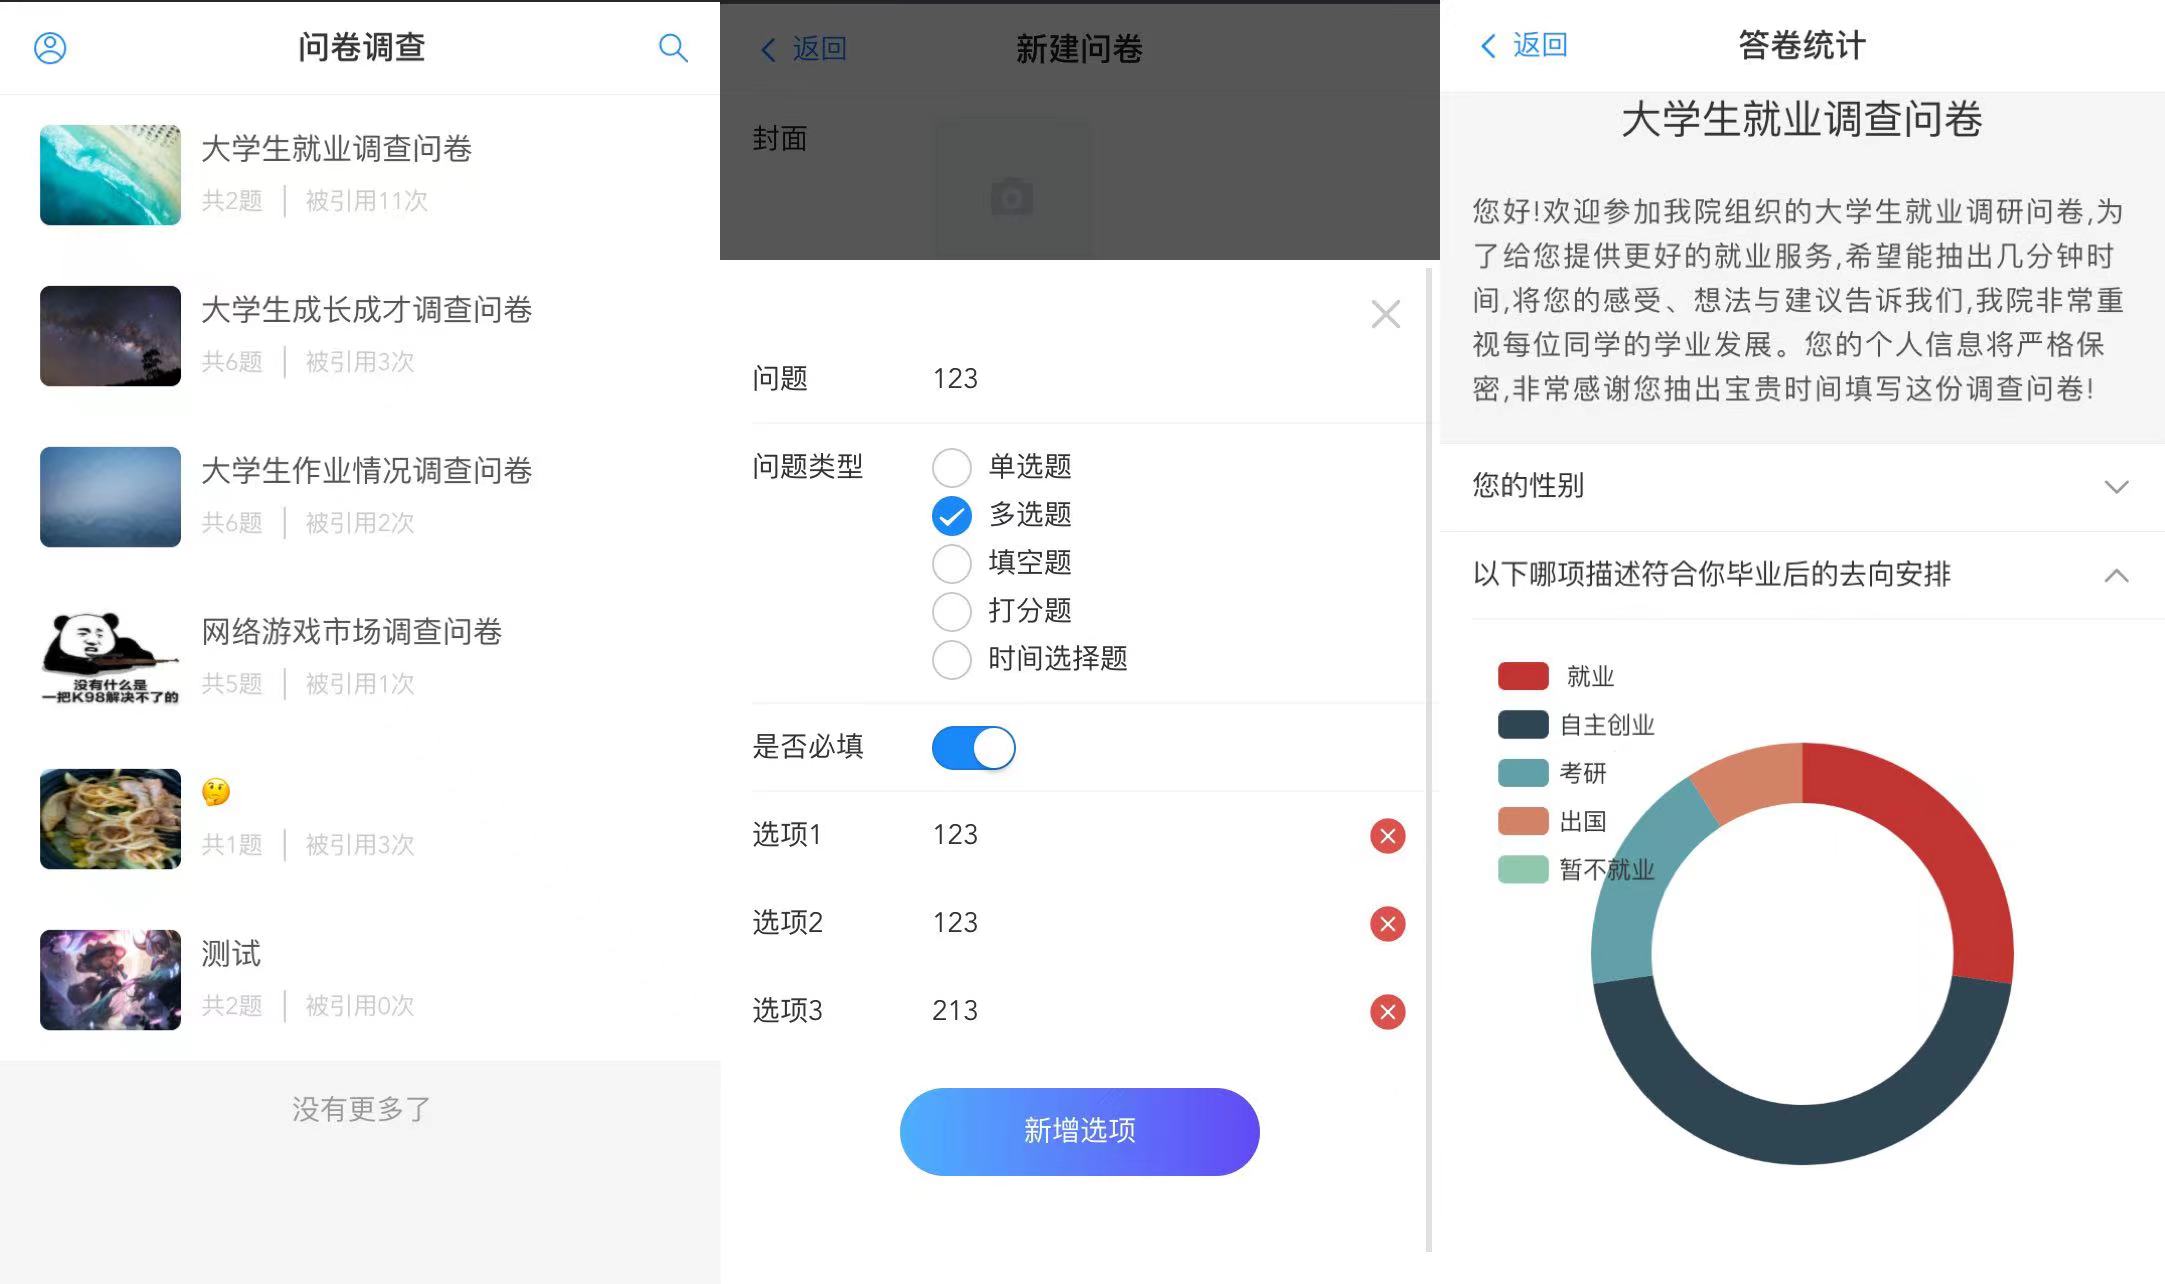 问卷调查
大学生就业调查问卷
共2题 | 被引用11次
大学生成长成才调查问卷
共6题 | 被引用3次
大学生作业情况调查问卷
共6题 | 被引用2次
网络游戏市场调查问卷
共5题 | 被引用1次
没有什么是
一把K98解决不了的
🤔
共1题 | 被引用3次
测试
共2题 | 被引用0次
没有更多了
返回
新建问卷
封面
问题 123
问题类型
单选题
多选题
填空题
打分题
时间选择题
是否必填
选项1 123
选项2 123
选项3 213
新增选项
返回
答卷统计
大学生就业调查问卷
您好!欢迎参加我院组织的大学生就业调研问卷,为
了给您提供更好的就业服务,希望能抽出几分钟时
间,将您的感受、想法与建议告诉我们,我院非常重
视每位同学的学业发展。您的个人信息将严格保
密,非常感谢您抽出宝贵时间填写这份调查问卷!
您的性别
以下哪项描述符合你毕业后的去向安排
就业
自主创业
考研
出国
暂不就业